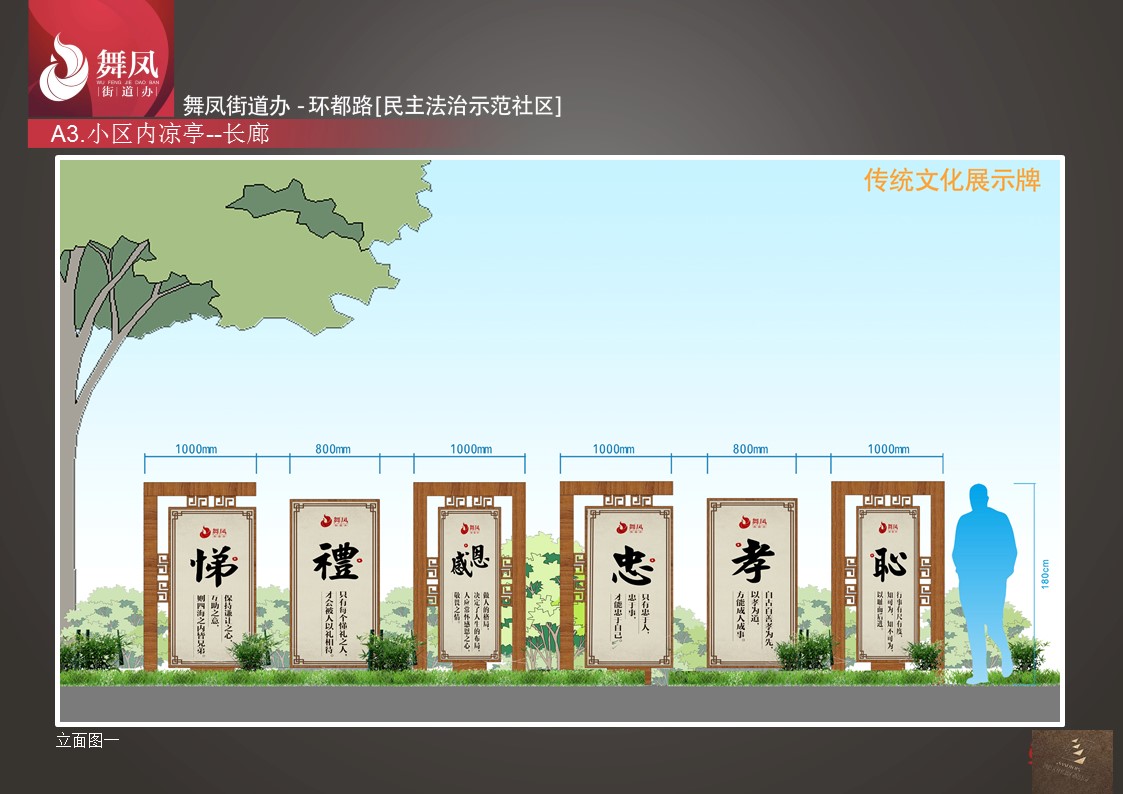 舞凤
WU FENG JIE DAO BAN
街道办
舞凤街道办 - 环都路[民主法治示范社区]
A3.小区内凉亭--长廊
传统文化展示牌
1000mm
800mm
1000mm
1000mm
800mm
1000mm
舞凤
悌
保持谦让之心，
互助之意，
则四海之内皆兄弟。
舞凤
禮
只有每个懂礼之人，
才会被人以礼相待。
舞凤
感恩
做人的格局，
决定了人生的布局，
人应常怀感恩之心，
敬畏之情。
舞凤
忠
只有忠于人，
忠于事，
才能忠于自己。
舞凤
孝
自古百善孝为先，
以孝为道，
方能成人成事。
舞凤
恥
行事有尺有度，
知可为，知不可为，
以耻而后进。
180cm
立面图一